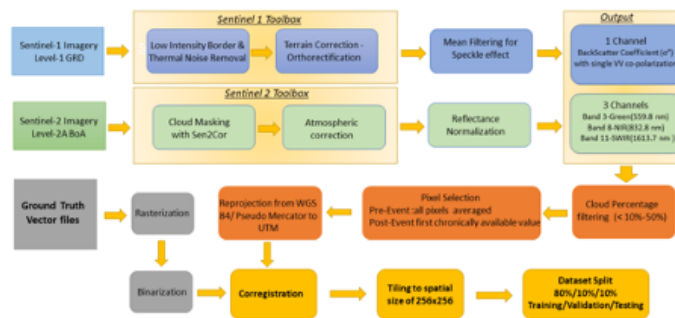 Sentinel 1 Toolbox
Output
Sentinel-1 Imagery
Level-1 GRD
Low Intensity Border &
Thermal Noise Removal
Terrain Correction -
Orthorectification
Mean Filtering for
Speckle effect
1 Channel
BackScatter Coefficient (σ°)
with single VV co-polarization
Sentinel 2 Toolbox
Sentinel-2 Imagery
Level-2A BoA
Cloud Masking
with Sen2Cor
Atmospheric
correction
Reflectance
Normalization
3 Channels
Band 3-Green(559.8 nm)
Band 8-NIR(832.8 nm)
Band 11-SWIR(1613.7 nm )
Ground Truth
Vector files
Rasterization
Reprojection from WGS
84/ Pseudo Mercator to
UTM
Pixel Selection
Pre-Event :all pixels averaged
Post-Event first chronically available value
Cloud Percentage
filtering (< 10%-50%)
Binarization
Corregistration
Tiling to spatial
size of 256x256
Dataset Split
80%/10%/10%
Training/Validation/Testing